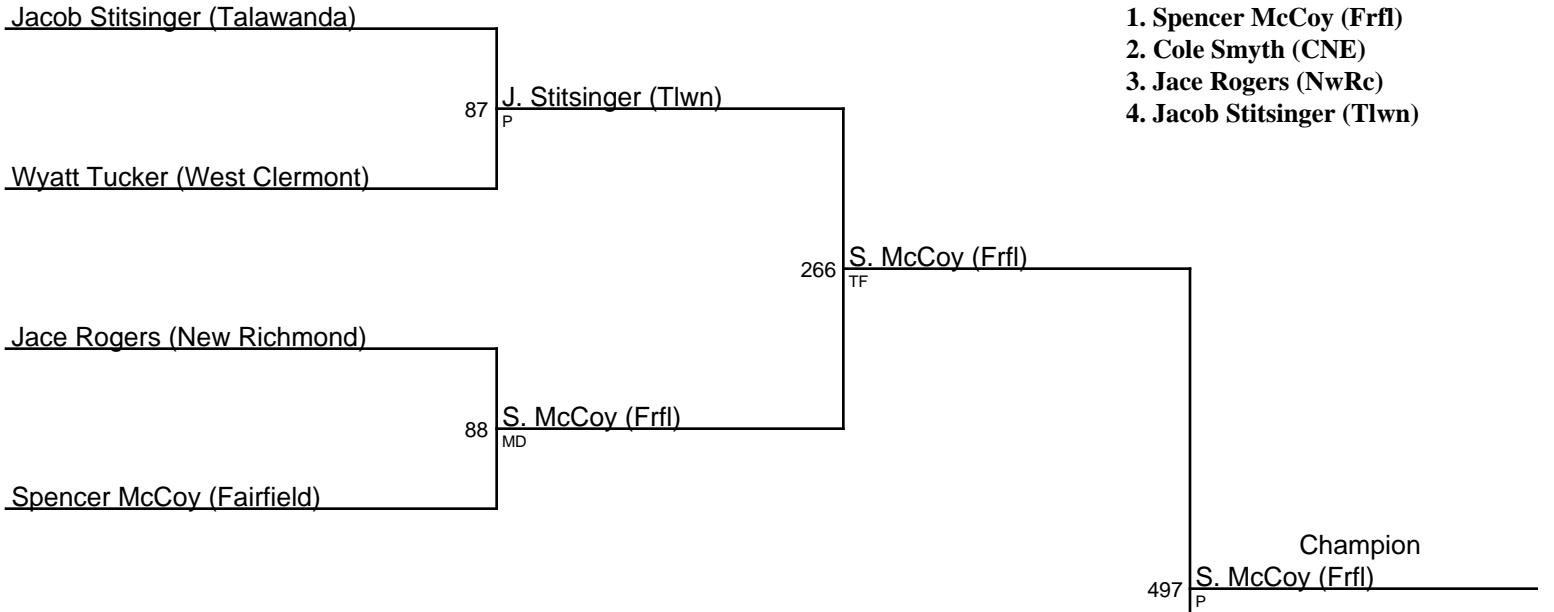 Jacob Stitsinger (Talawanda)
1. Spencer McCoy (Frfl)
2. Cole Smyth (CNE)
3. Jace Rogers (NwRc)
4. Jacob Stitsinger (Tlwn)
87 J. Stitsinger (Tlwn)
P
Wyatt Tucker (West Clermont)
266 S. McCoy (Frfl)
TF
Jace Rogers (New Richmond)
88 S. McCoy (Frfl)
MD
Spencer McCoy (Fairfield)
Champion
497 S. McCoy (Frfl)
P